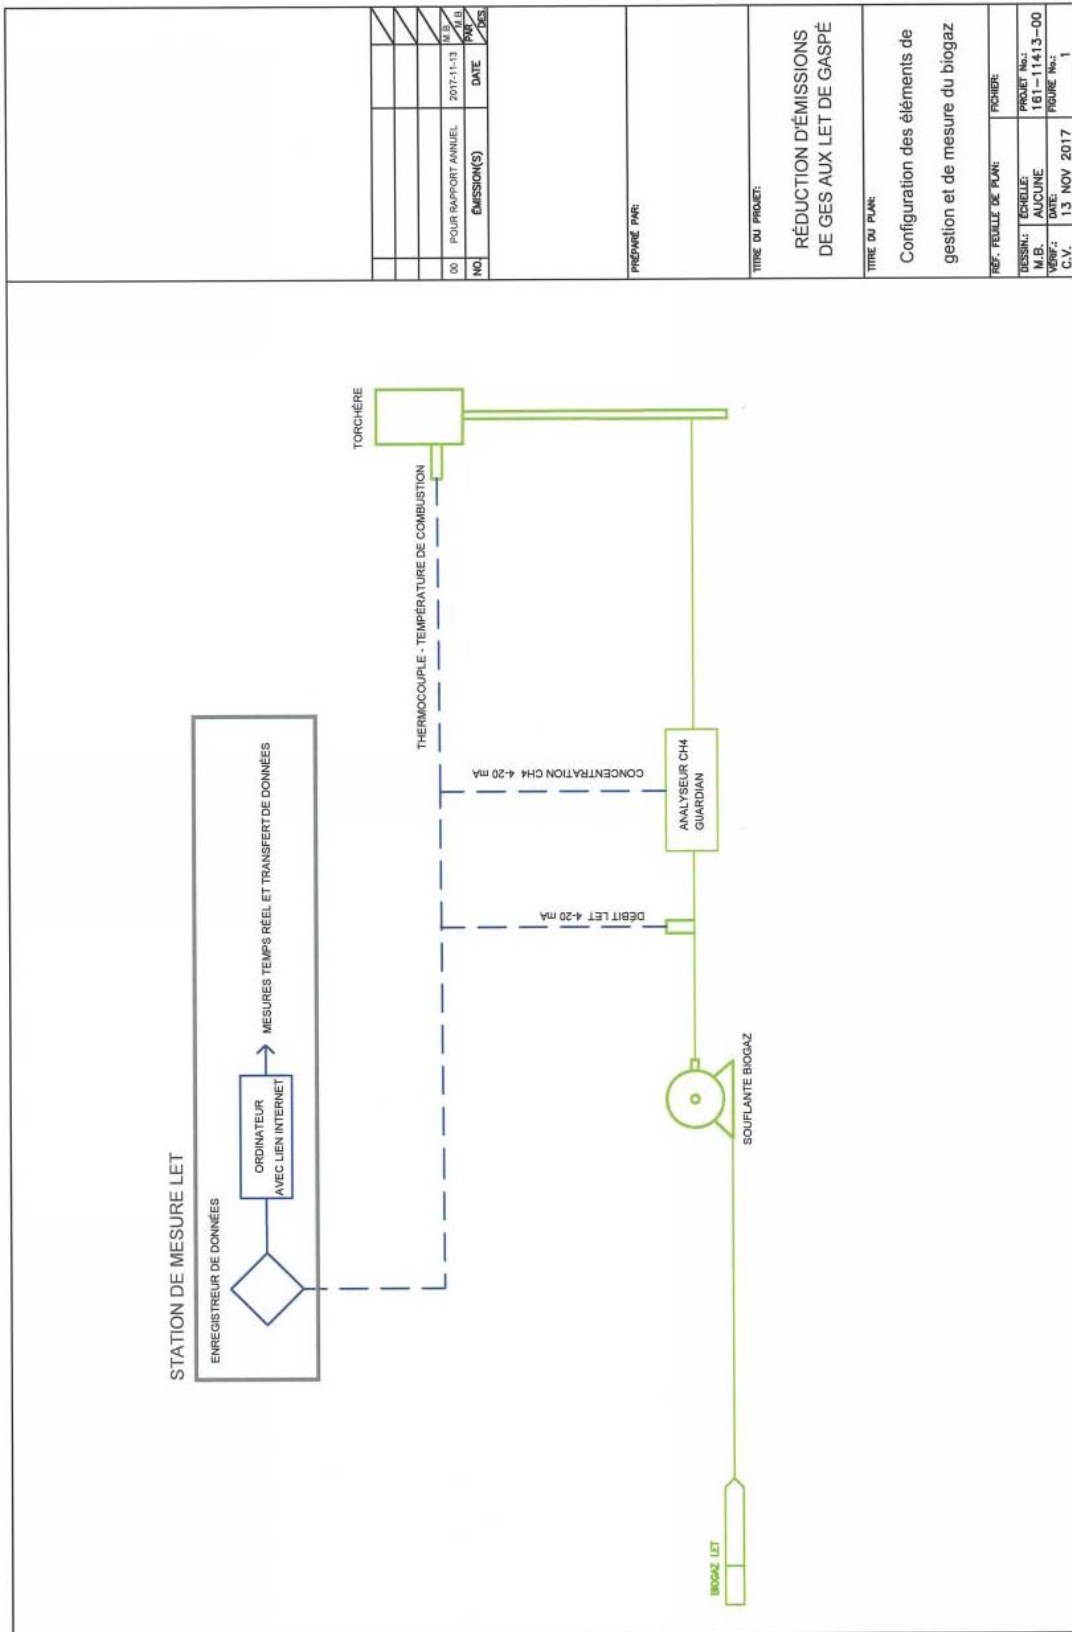 STATION DE MESURE LET
ENREGISTREUR DE DONNÉES
ORDINATEUR
AVEC LIEN INTERNET
MESURES TEMPS RÉEL ET TRANSFERT DE DONNÉES
TORCHÈRE
THERMOCOUPLE - TEMPÉRATURE DE COMBUSTION
DÉBIT LET 4-20 mA
CONCENTRATION CH4 4-20 mA
ANALYSEUR CH4
GUARDIAN
SOUFLANTE BIOGAZ
BIOGAZ LET
00 POUR RAPPORT ANNUEL 2017-11-13 M.B. M.B.
NO. ÉMISSION(S) DATE PAR DES.
PRÉPARÉ PAR:
TITRE DU PROJET:
RÉDUCTION D'ÉMISSIONS
DE GES AUX LET DE GASPÉ
TITRE DU PLAN:
Configuration des éléments de
gestion et de mesure du biogaz
RÉF. FEUILLE DE PLAN: FICHIER:
DESSIN.: ÉCHELLE: PROJET No.:
M.B. AUCUNE 161-11413-00
VÉRIF.: DATE: FIGURE No.:
C.V. 13 NOV 2017 1